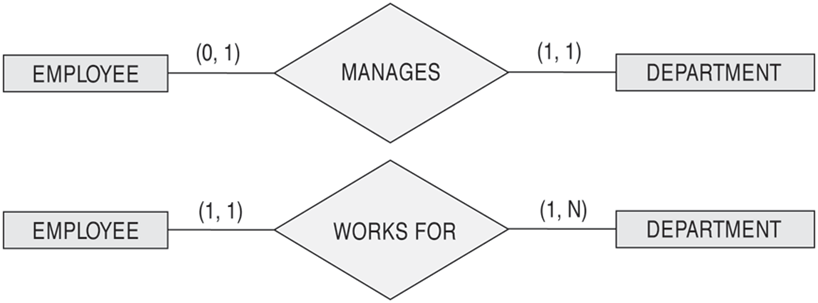 (0, 1) (1, 1)
EMPLOYEE MANAGES DEPARTMENT
(1, 1) (1, N)
EMPLOYEE WORKS FOR DEPARTMENT